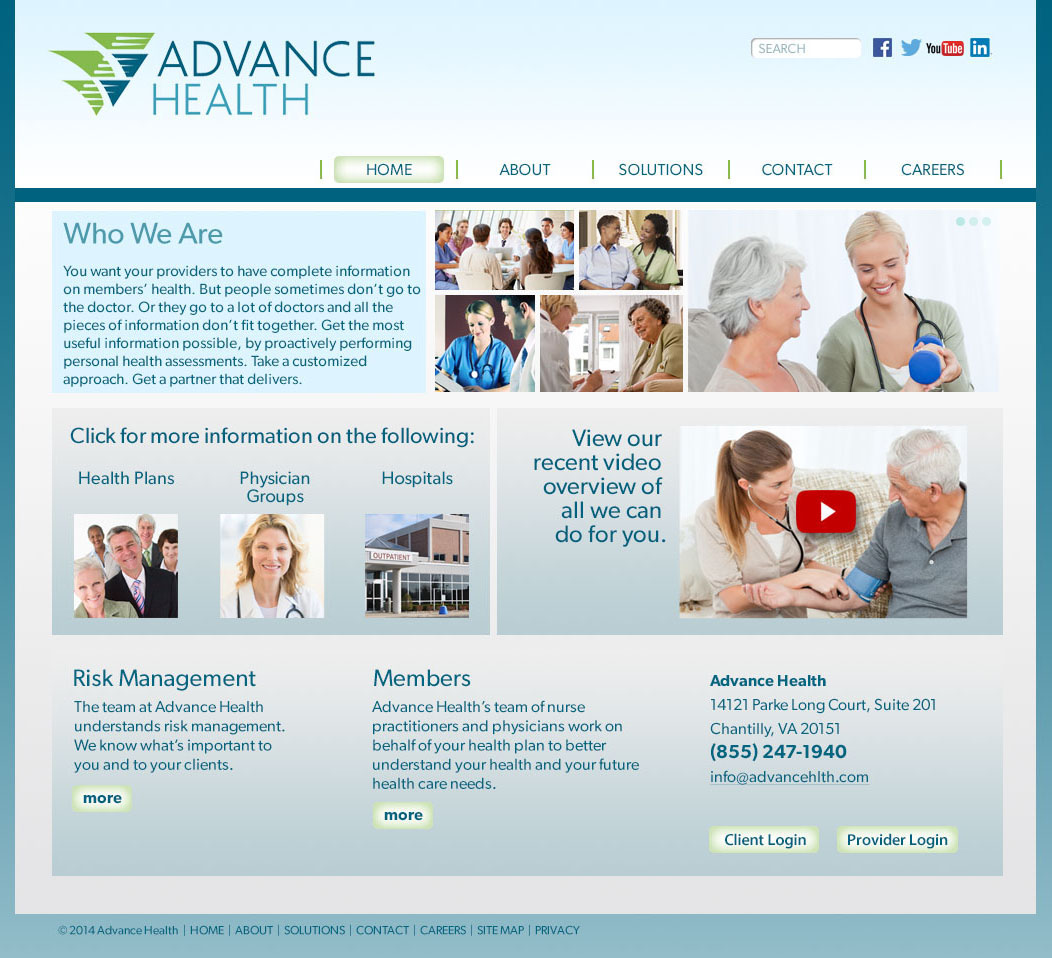 ADVANCE
HEALTH
SEARCH
You Tube
in
HOME
ABOUT
SOLUTIONS
CONTACT
CAREERS
Who We Are
You want your providers to have complete information
on members' health. But people sometimes don't go to
the doctor. Or they go to a lot of doctors and all the
pieces of information don't fit together. Get the most
useful information possible, by proactively performing
personal health assessments. Take a customized
approach. Get a partner that delivers.
Click for more information on the following:
Health Plans
Physician
Groups
Hospitals
OUTPATIENT
View our
recent video
overview of
all we can
do for you.
Risk Management
The team at Advance Health
understands risk management.
We know what's important to
you and to your clients.
more
Members
Advance Health's team of nurse
practitioners and physicians work on
behalf of your health plan to better
understand your health and your future
health care needs.
more
Advance Health
14121 Parke Long Court, Suite 201
Chantilly, VA 20151
(855) 247-1940
info@advancehlth.com
Client Login
Provider Login
© 2014 Advance Health | HOME | ABOUT | SOLUTIONS | CONTACT | CAREERS | SITE MAP | PRIVACY